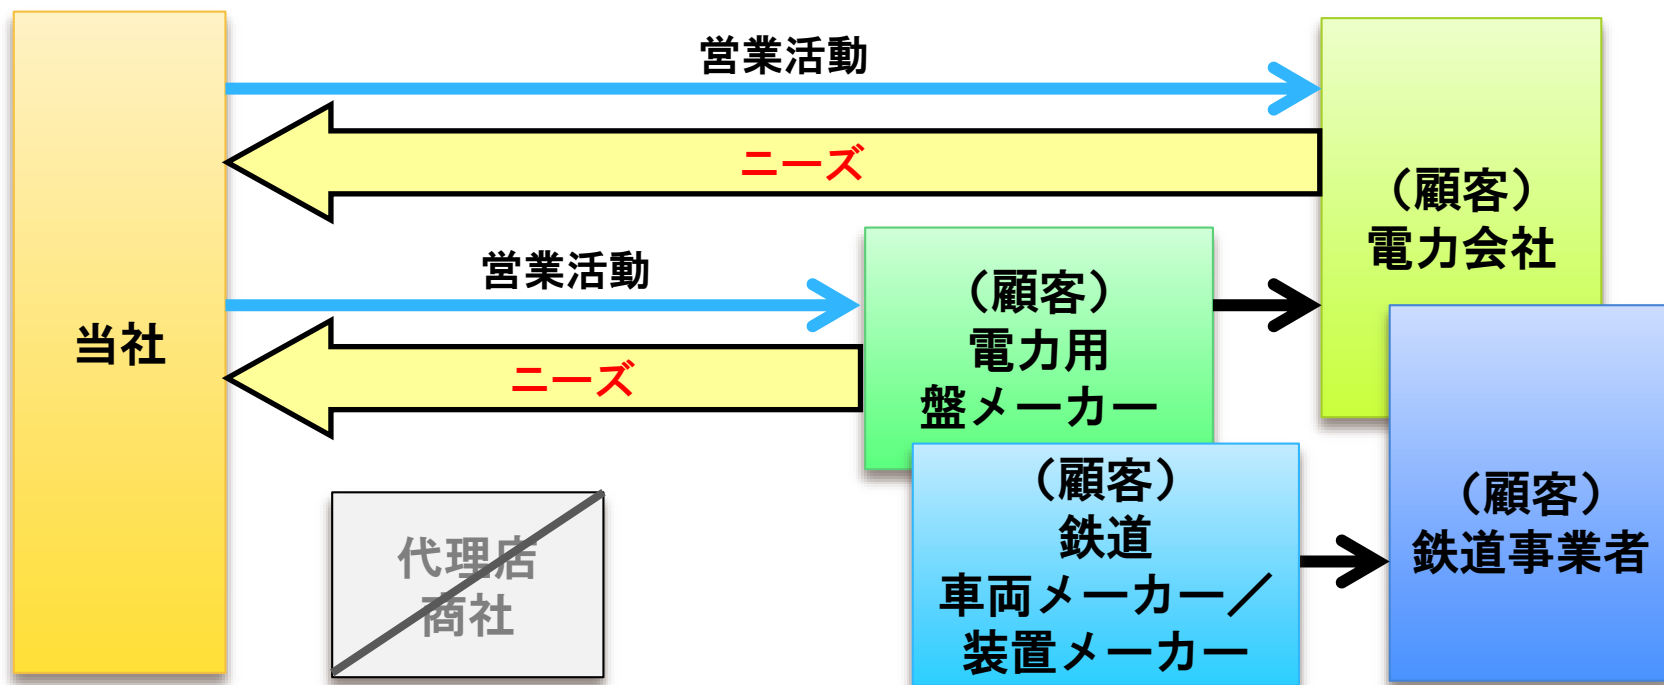 営業活動
ニーズ
（顧客）
電力会社
営業活動
ニーズ
当社
（顧客）
電力用
盤メーカー
代理店
商社
（顧客）
鉄道
車両メーカー／
装置メーカー
（顧客）
鉄道事業者